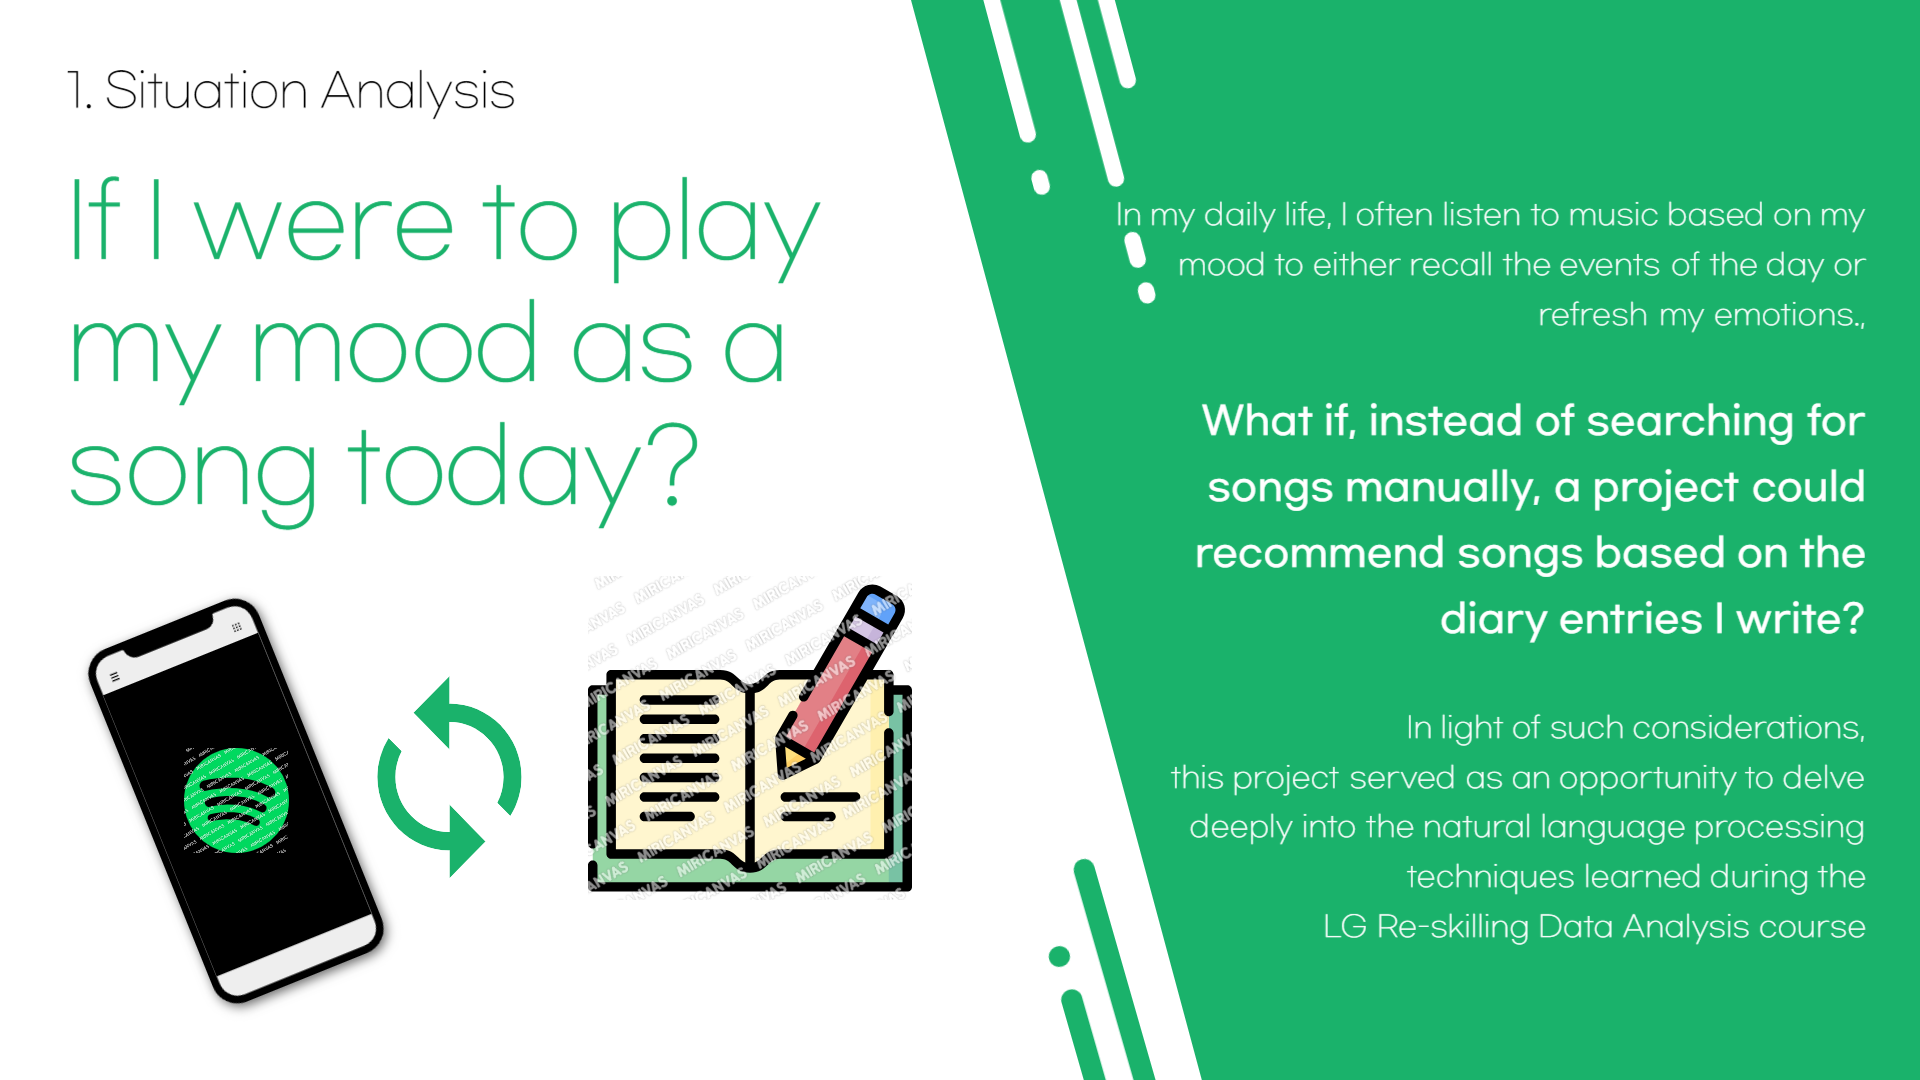 1. Situation Analysis
If I were to play
my mood as a
song today?
In my daily life, I often listen to music based on my
mood to either recall the events of the day or
refresh my emotions.,
What if, instead of searching for
songs manually, a project could
recommend songs based on the
diary entries I write?
In light of such considerations,
this project served as an opportunity to delve
deeply into the natural language processing
techniques learned during the
LG Re-skilling Data Analysis course
MIRICANVAS